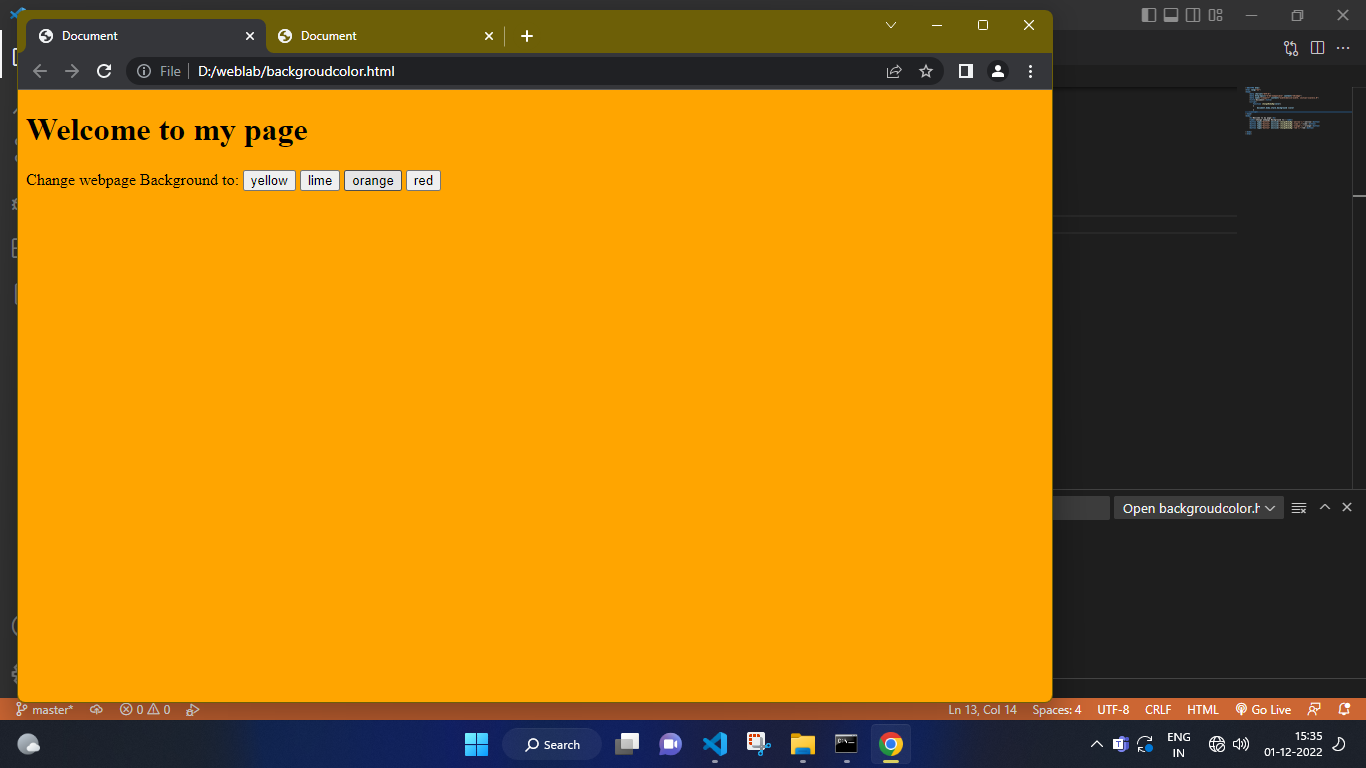 Document
Document
File
D:/weblab/backgroudcolor.html
Welcome to my page
Change webpage Background to: yellow lime orange red
Open backgroudcolor.h
master* 0 0 Ln 13, Col 14 Spaces: 4 UTF-8 CRLF HTML Go Live
Search
ENG
IN
15:35
01-12-2022